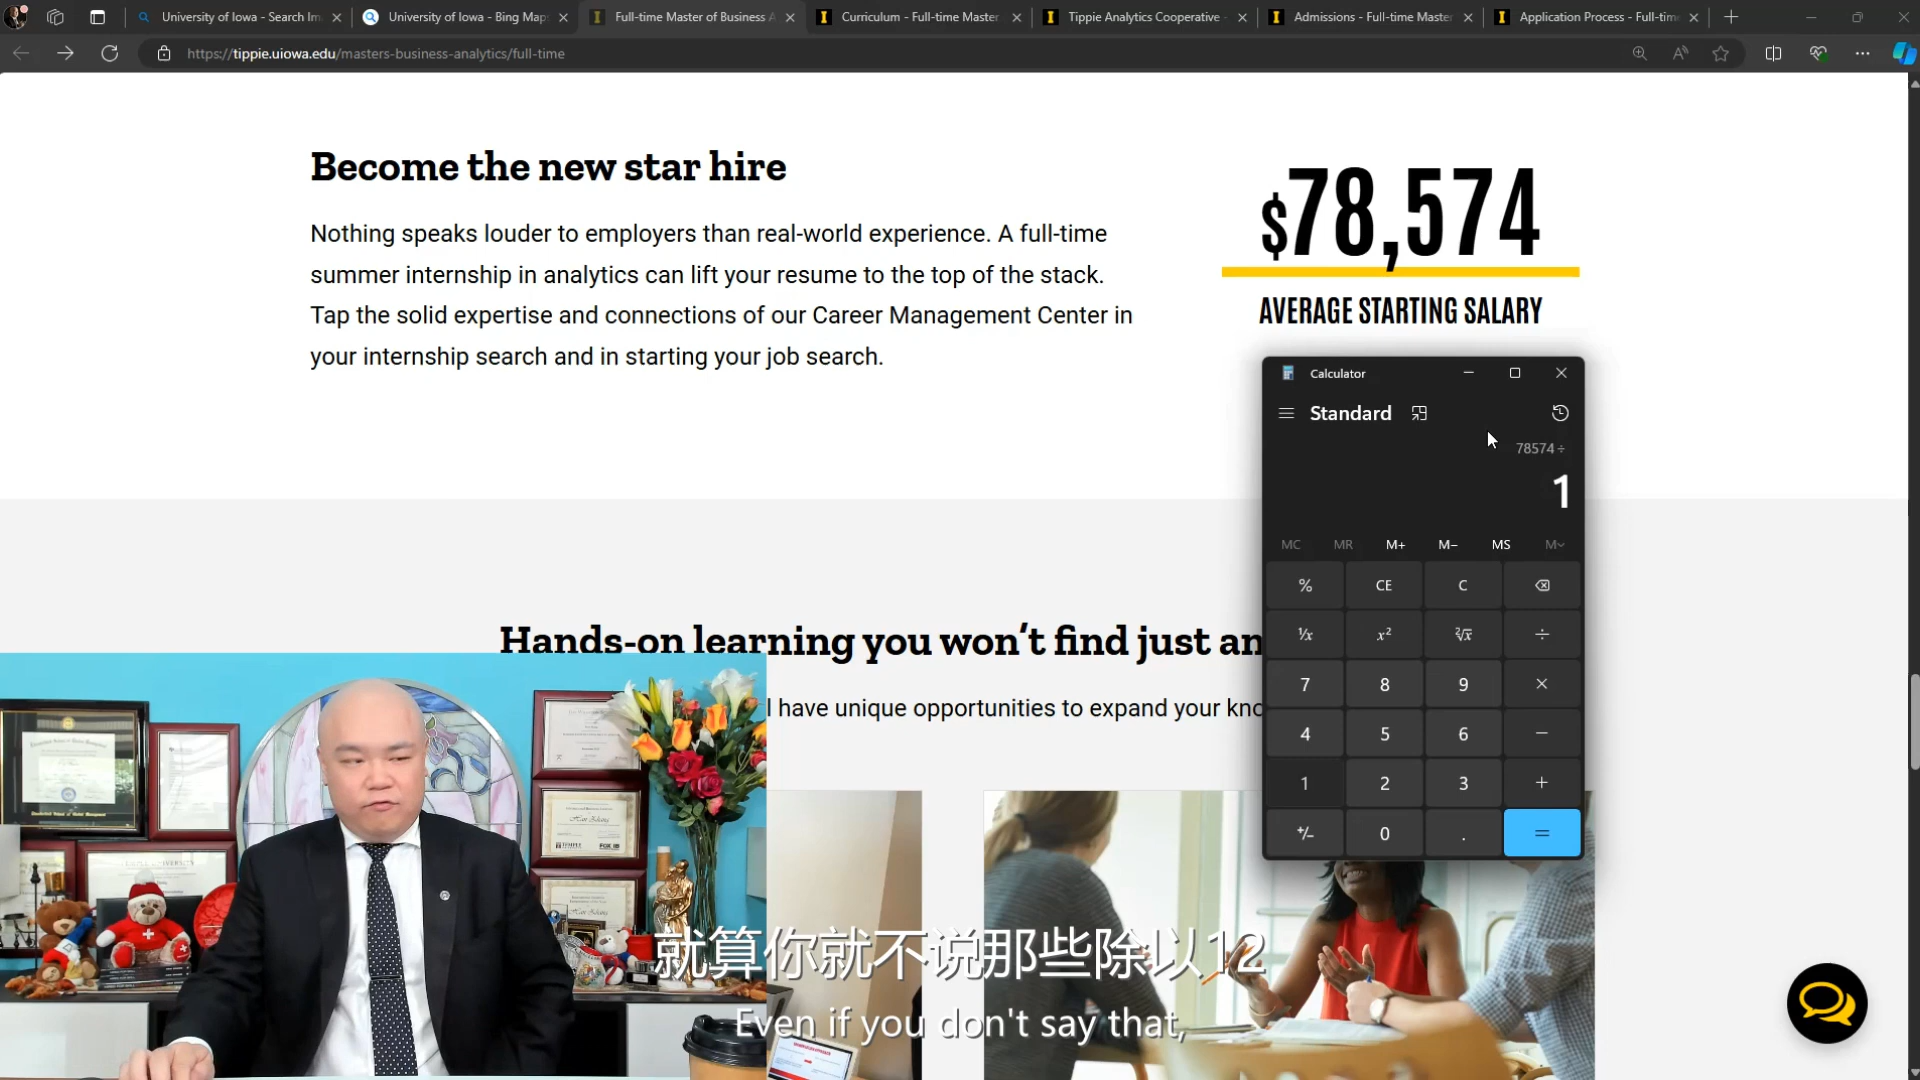 University of Iowa - Search Im
University of Iowa - Bing Map
Full-time Master of Business A
Curriculum - Full-time Master
Tippie Analytics Cooperative -
Admissions - Full-time Master
Application Process - Full-tim
https://tippie.uiowa.edu/masters-business-analytics/full-time
Become the new star hire
Nothing speaks louder to employers than real-world experience. A full-time
summer internship in analytics can lift your resume to the top of the stack.
Tap the solid expertise and connections of our Career Management Center in
your internship search and in starting your job search.
$78,574
AVERAGE STARTING SALARY
Calculator
Standard
78574 ÷
1
MC MR M+ M− MS M
% CE C
¹/x x² ²√x ÷
7 8 9 ×
4 5 6 −
1 2 3 +
+/− 0 . =
Hands-on learning you won't find just an
l have unique opportunities to expand your kno
就算你就不说那些除以12
Even if you don't say that,